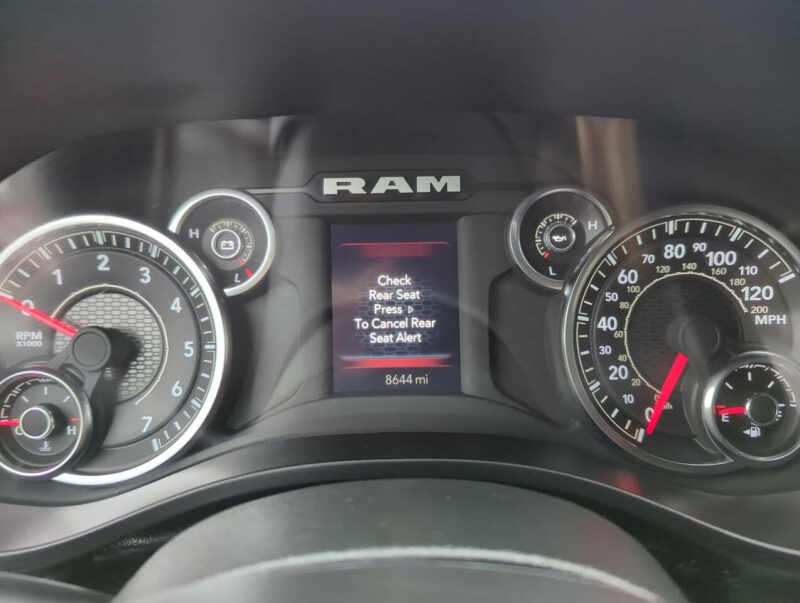 RAM
H
L
H
L
Check
Rear Seat
Press
To Cancel Rear
Seat Alert
8644 mi
0
1
2
3
4
5
6
7
RPM
X1000
C
H
0
10
20
30
40
50
60
70
80
90
100
110
120
MPH
60
80
100
120
140
160
180
200
E